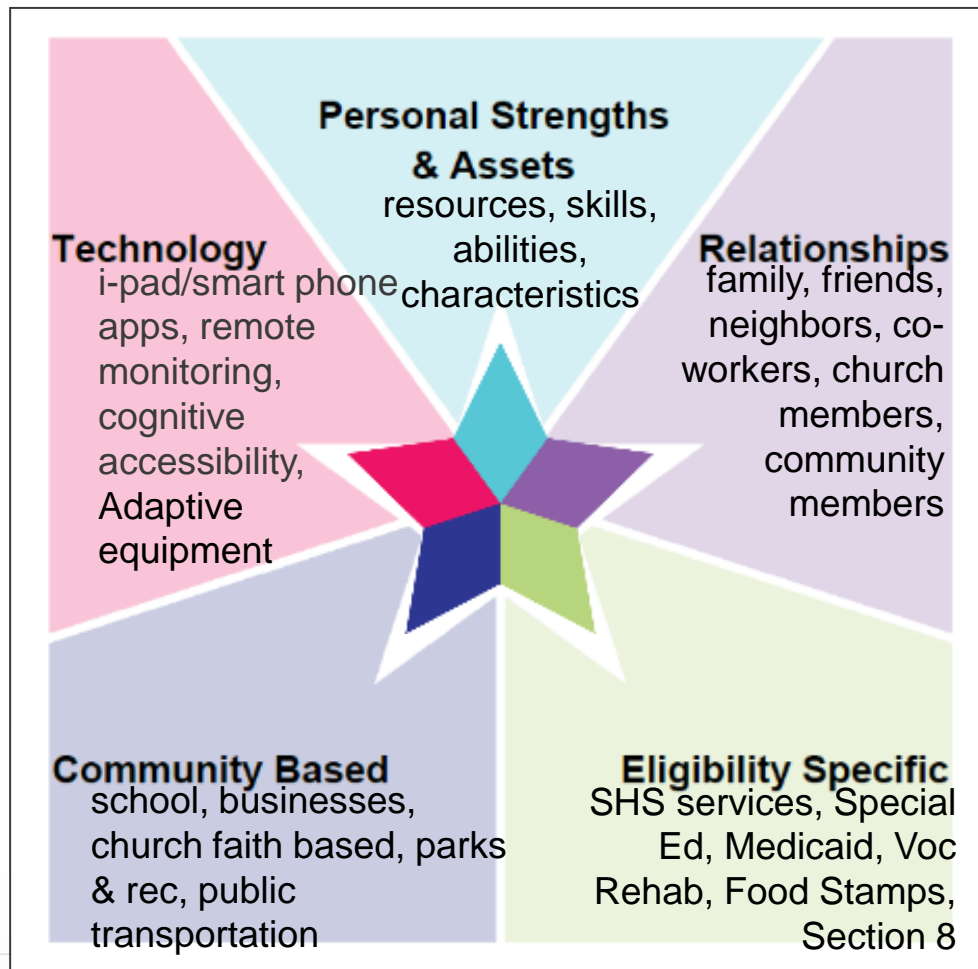 Personal Strengths
& Assets
resources, skills,
abilities,
characteristics
Technology
i-pad/smart phone
apps, remote
monitoring,
cognitive
accessibility,
Adaptive
equipment
Relationships
family, friends,
neighbors, co-
workers, church
members,
community
members
Community Based
school, businesses,
church faith based, parks
& rec, public
transportation
Eligibility Specific
SHS services, Special
Ed, Medicaid, Voc
Rehab, Food Stamps,
Section 8